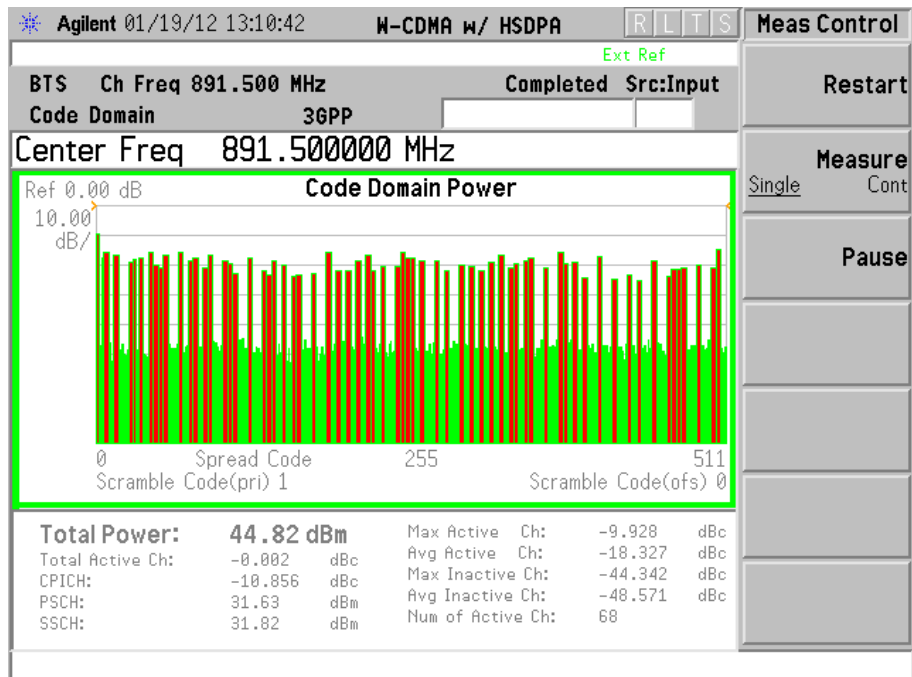 Agilent 01/19/12 13:10:42 W-CDMA w/ HSDPA R L T S Meas Control
Ext Ref
BTS Ch Freq 891.500 MHz Completed Src:Input
Code Domain 3GPP
Restart
Center Freq 891.500000 MHz
Measure
Single Cont
Ref 0.00 dB Code Domain Power
10.00
dB/
Pause
0 Spread Code 255 511
Scramble Code(pri) 1 Scramble Code(ofs) 0
Total Power: 44.82 dBm
Total Active Ch: -0.002 dBc
CPICH: -10.856 dBc
PSCH: 31.63 dBm
SSCH: 31.82 dBm
Max Active Ch: -9.928 dBc
Avg Active Ch: -18.327 dBc
Max Inactive Ch: -44.342 dBc
Avg Inactive Ch: -48.571 dBc
Num of Active Ch: 68